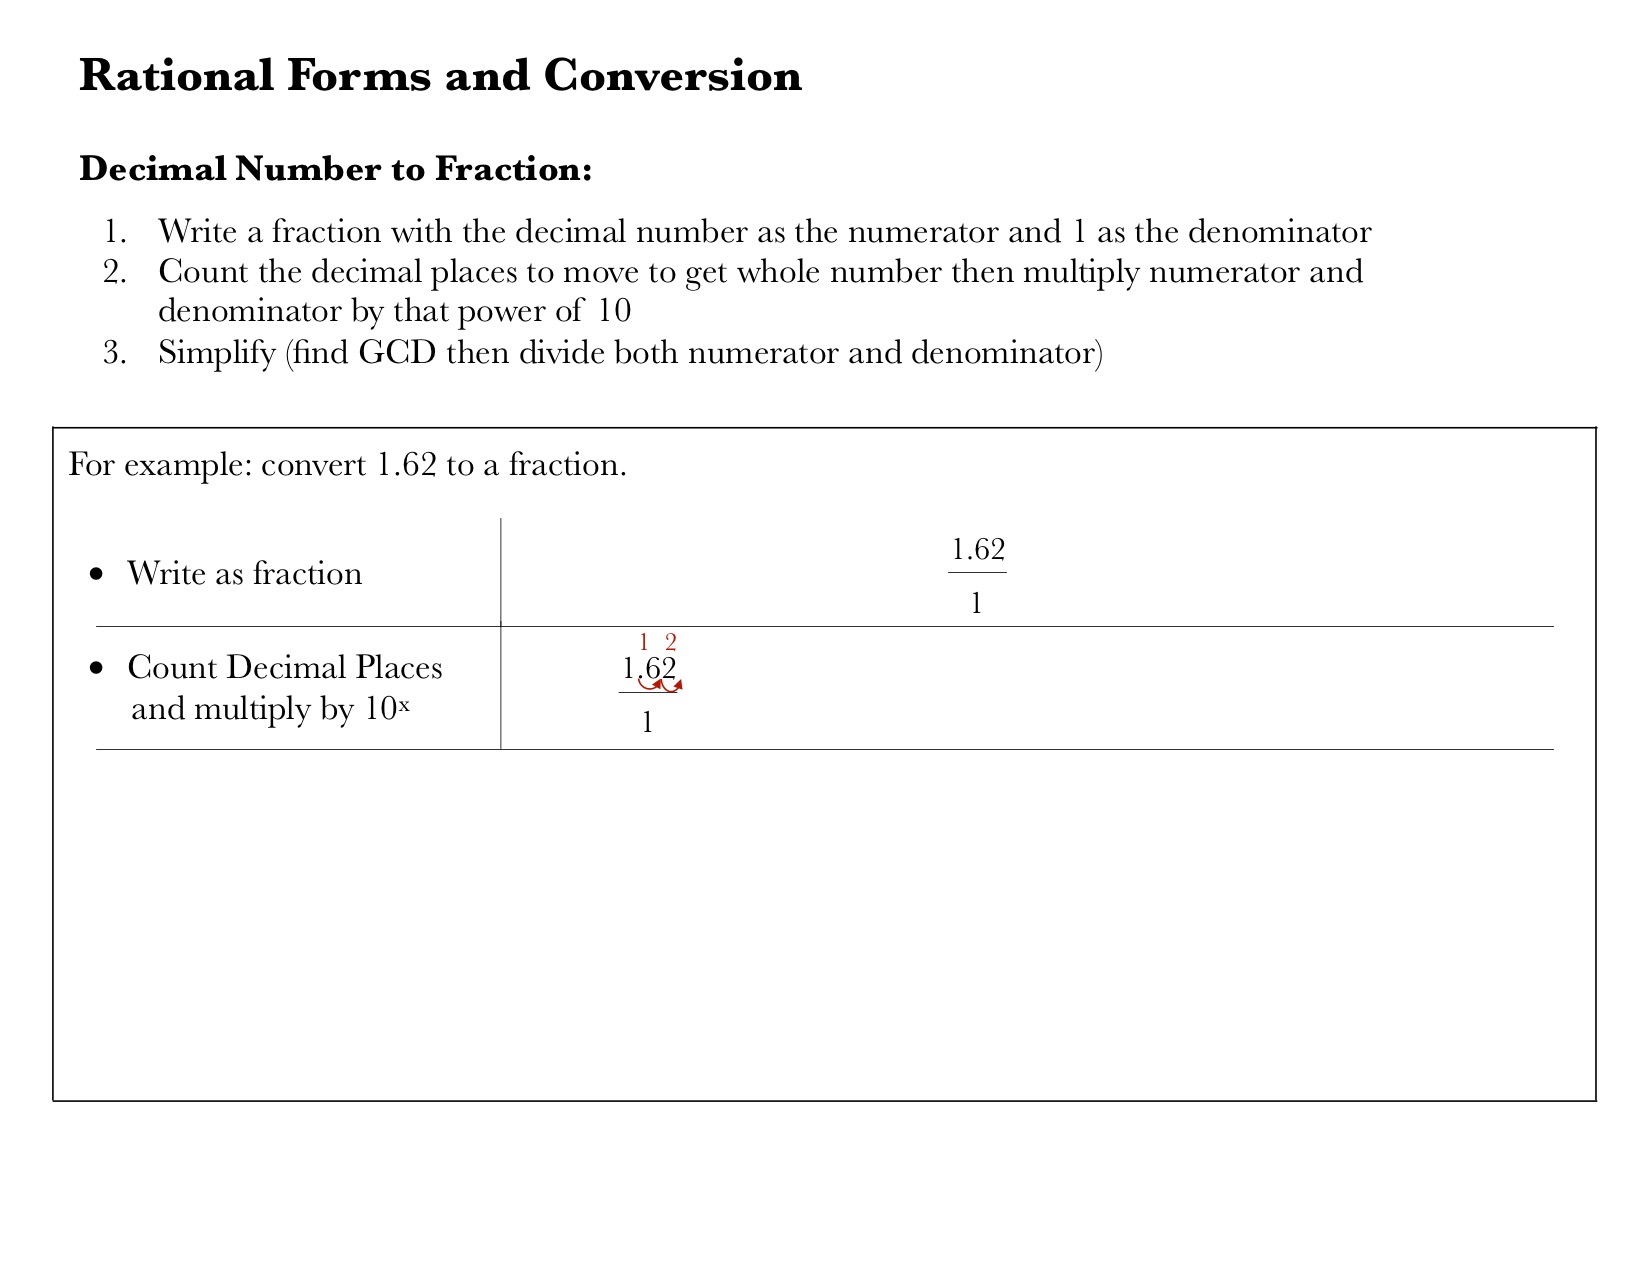 Rational Forms and Conversion
Decimal Number to Fraction:
1. Write a fraction with the decimal number as the numerator and 1 as the denominator
2. Count the decimal places to move to get whole number then multiply numerator and
denominator by that power of 10
3. Simplify (find GCD then divide both numerator and denominator)
For example: convert 1.62 to a fraction.
• Write as fraction
1.62
1
• Count Decimal Places
and multiply by 10ˣ
1 2
1.62
1